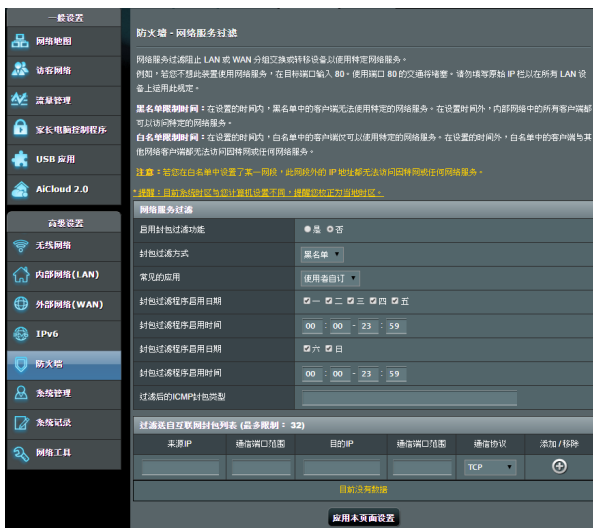 一般设置
网络地图
访客网络
流量管理
家长电脑控制程序
USB 应用
AiCloud 2.0
高级设置
无线网络
内部网络(LAN)
外部网络(WAN)
IPv6
防火墙
系统管理
系统记录
网络工具
防火墙 - 网络服务过滤
网络服务过滤阻止 LAN 或 WAN 分组交换或转移设备以使用特定网络服务。
例如，若您不想此装置使用网络服务，在目标端口输入 80。使用端口 80 的交通将堵塞。请勿填写原始 IP 栏以在所有 LAN 设
备上运用此规定。
黑名单限制时间：在设置的时间内，黑名单中的客户端无法使用特定的网络服务。在设置时间外，内部网络中的所有客户端都
可以访问特定的网络服务。
白名单限制时间：在设置的时间内，白名单中的客户端仅可以使用特定的网络服务。在设置的时间外，白名单中的客户端与其
他网络客户端都无法访问因特网或任何网络服务。
注意：若您在白名单中设置了某一网段，此网段外的 IP 地址都无法访问因特网或任何网络服务。
*提醒：目前系统时区与您计算机设置不同，提醒您校正为当地时区。
网络服务过滤
启用封包过滤功能 是 否
封包过滤方式 黑名单
常见的应用 使用者自订
封包过滤程序启用日期 一 二 三 四 五
封包过滤程序启用时间 00 : 00 - 23 : 59
封包过滤程序启用日期 六 日
封包过滤程序启用时间 00 : 00 - 23 : 59
过滤后的ICMP封包类型
过滤送自互联网封包列表 (最多限制： 32)
来源IP 通信端口范围 目的IP 通信端口范围 通信协议 添加 / 移除
TCP
目前没有数据
应用本页面设置